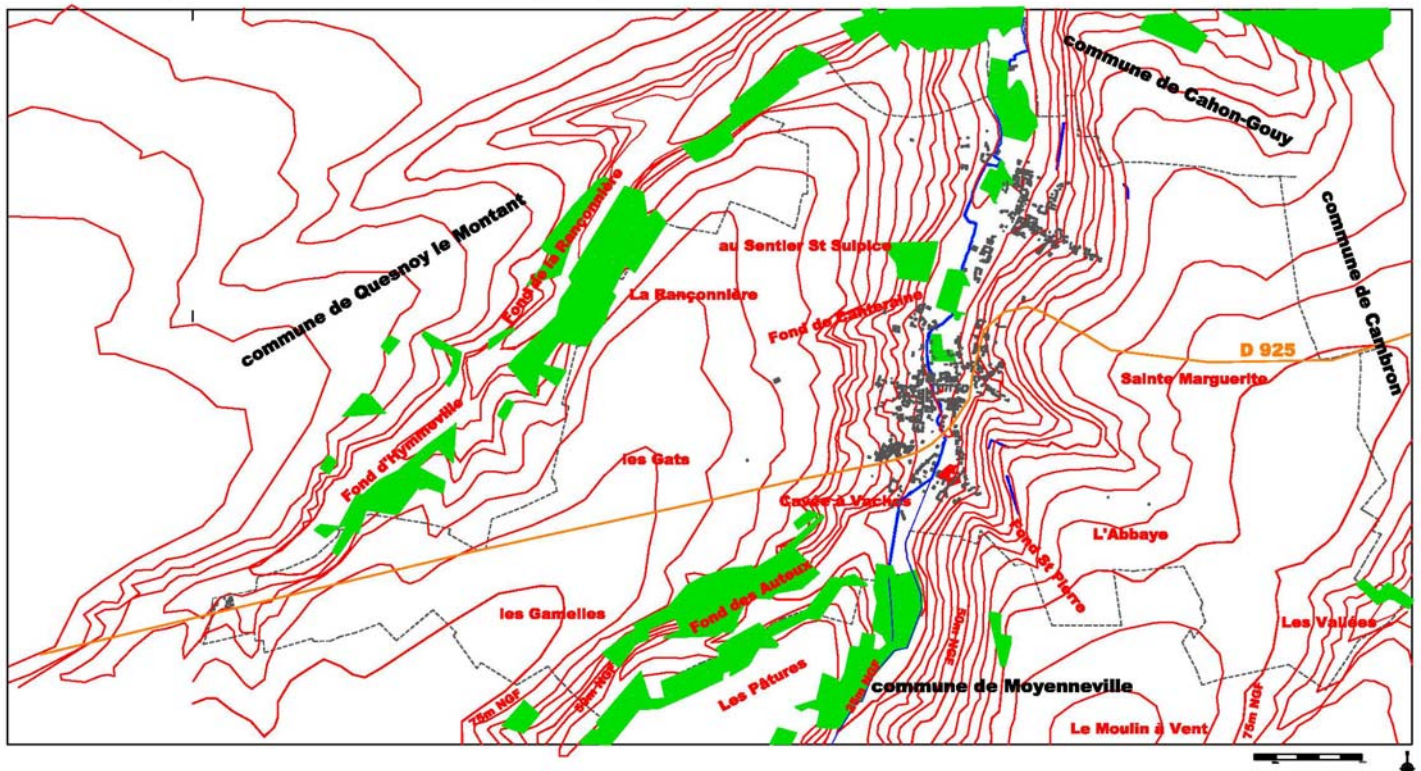 commune de Cahon-Gouy
commune de Quesnoy le Montant
Fond de la Rançonnière
commune de Cambron
au Sentier St Sulpice
La Rançonnière
Fond de Canteraine
D 925
Sainte Marguerite
Fond d'Hymmeville
les Gats
Cavée à Vaches
L'Abbaye
Fond St Pierre
les Gamelles
Fond des Auteux
Les Vallées
50m NGF
Les Pâtures
commune de Moyenneville
25m NGF
50m NGF
75m NGF
Le Moulin à Vent
75m NGF